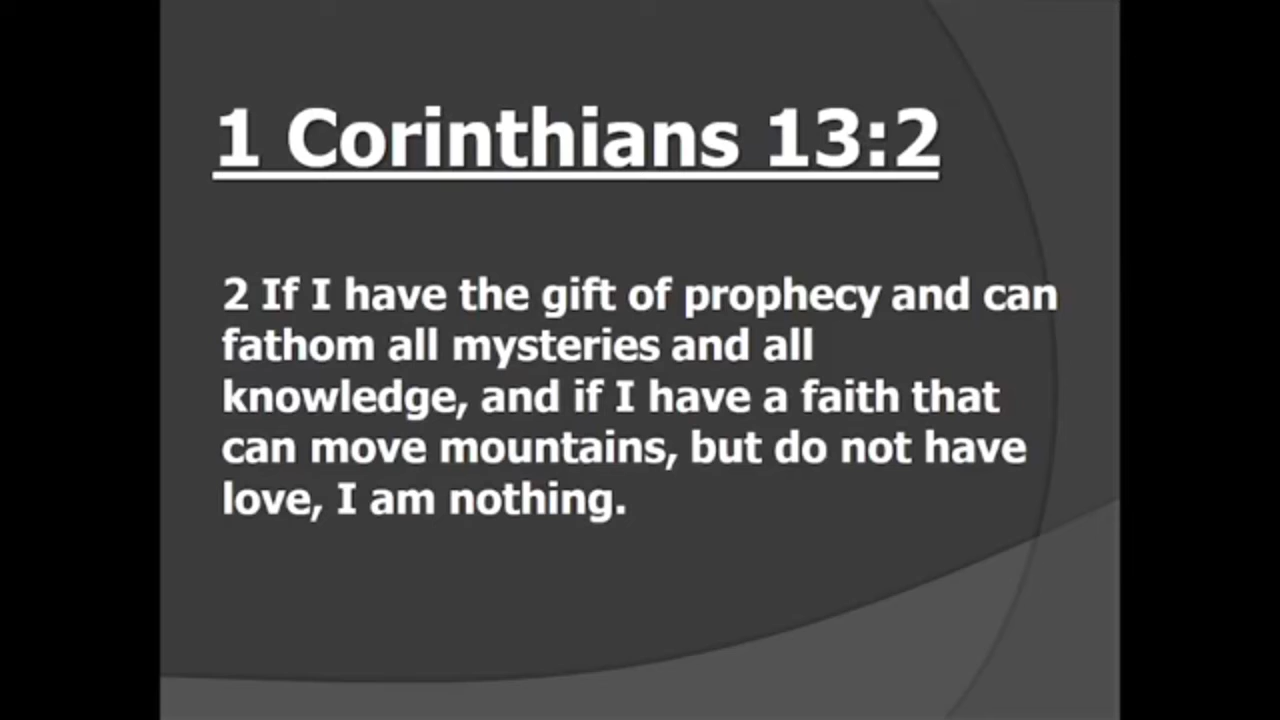 1 Corinthians 13:2
2 If I have the gift of prophecy and can
fathom all mysteries and all
knowledge, and if I have a faith that
can move mountains, but do not have
love, I am nothing.